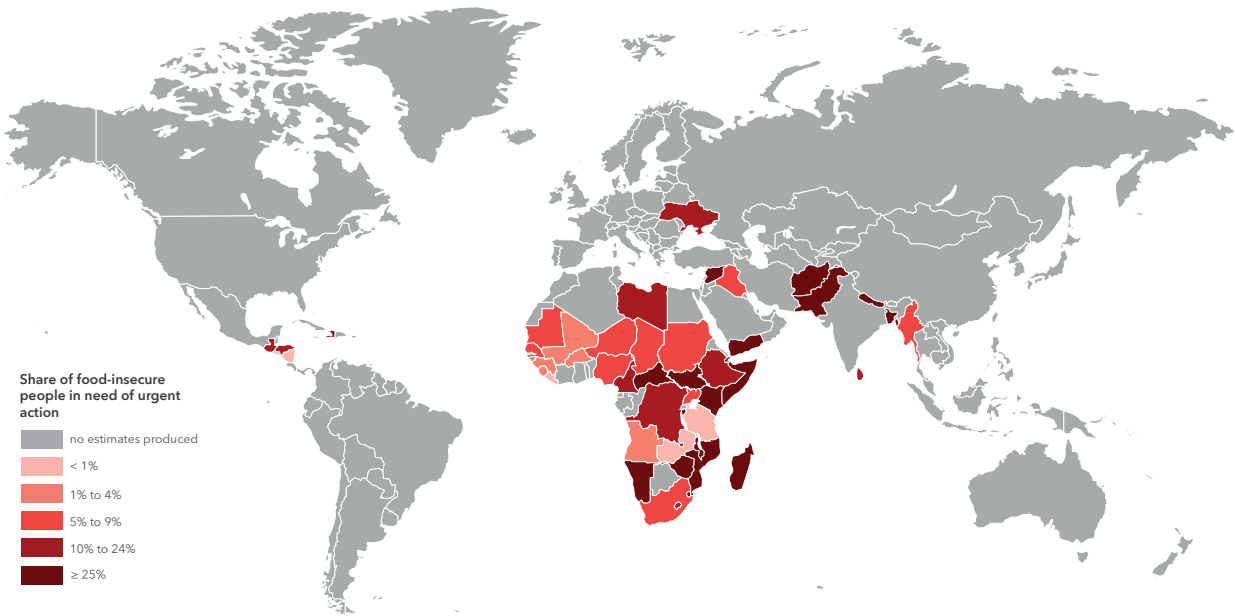 Share of food-insecure
people in need of urgent
action
no estimates produced
< 1%
1% to 4%
5% to 9%
10% to 24%
≥ 25%